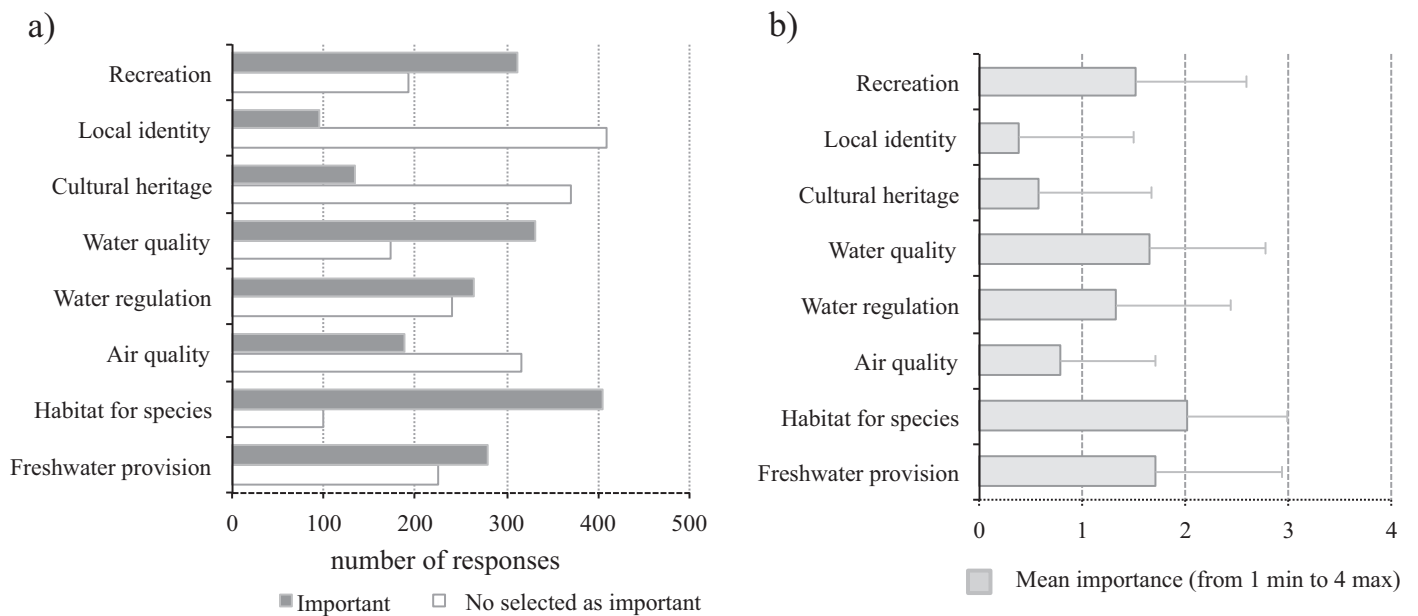 a)
Recreation
Local identity
Cultural heritage
Water quality
Water regulation
Air quality
Habitat for species
Freshwater provision
0 100 200 300 400 500
number of responses
Important No selected as important
b)
Recreation
Local identity
Cultural heritage
Water quality
Water regulation
Air quality
Habitat for species
Freshwater provision
0 1 2 3 4
Mean importance (from 1 min to 4 max)